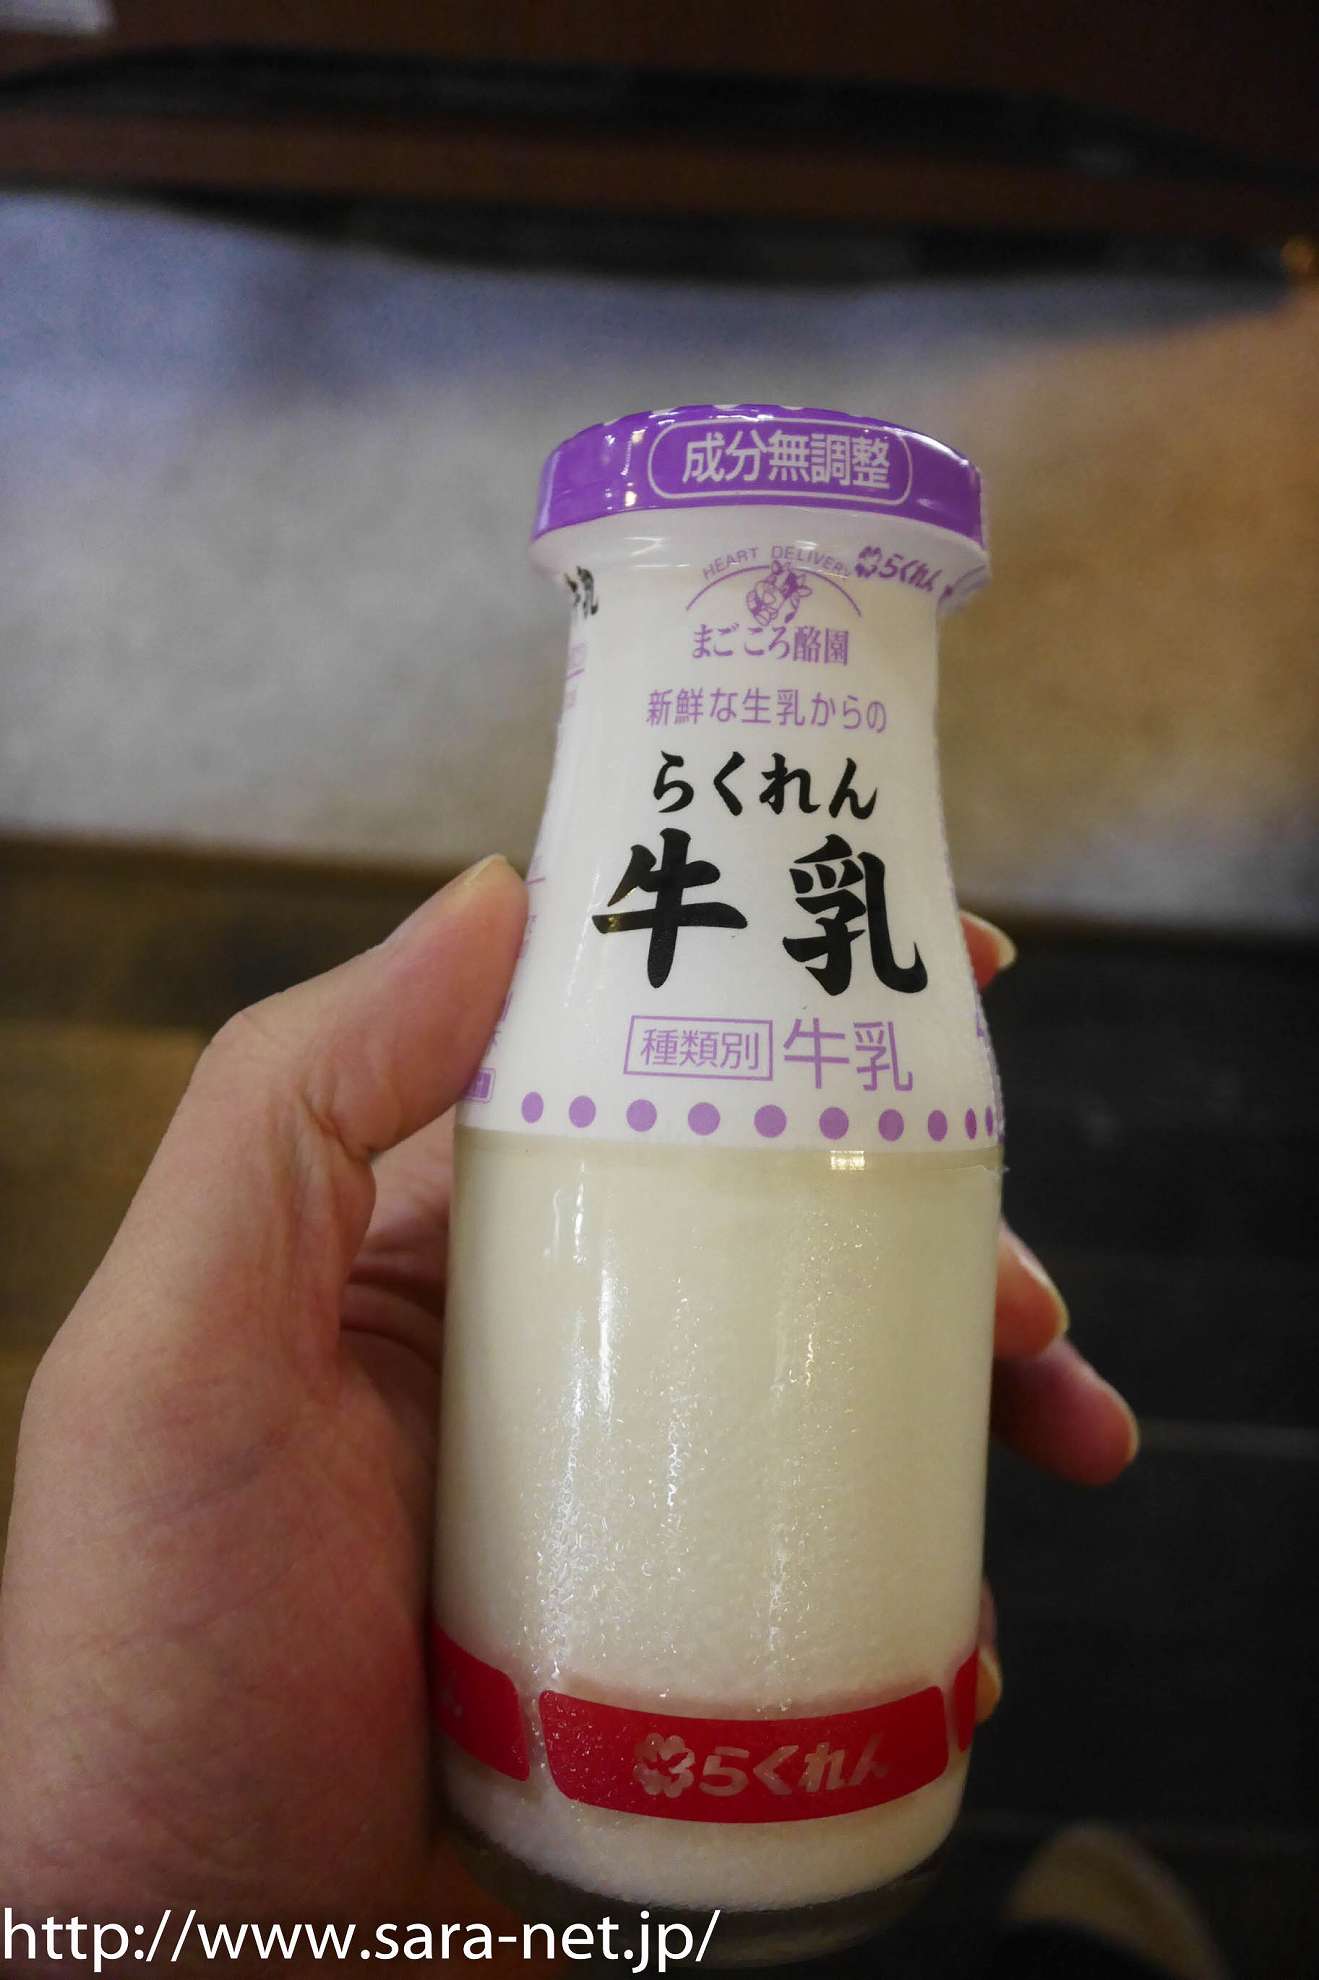 成分無調整
HEART DELIVERY
らくれん
まごころ酪園
新鮮な生乳からの
らくれん
牛乳
種類別 牛乳
らくれん
http://www.sara-net.jp/